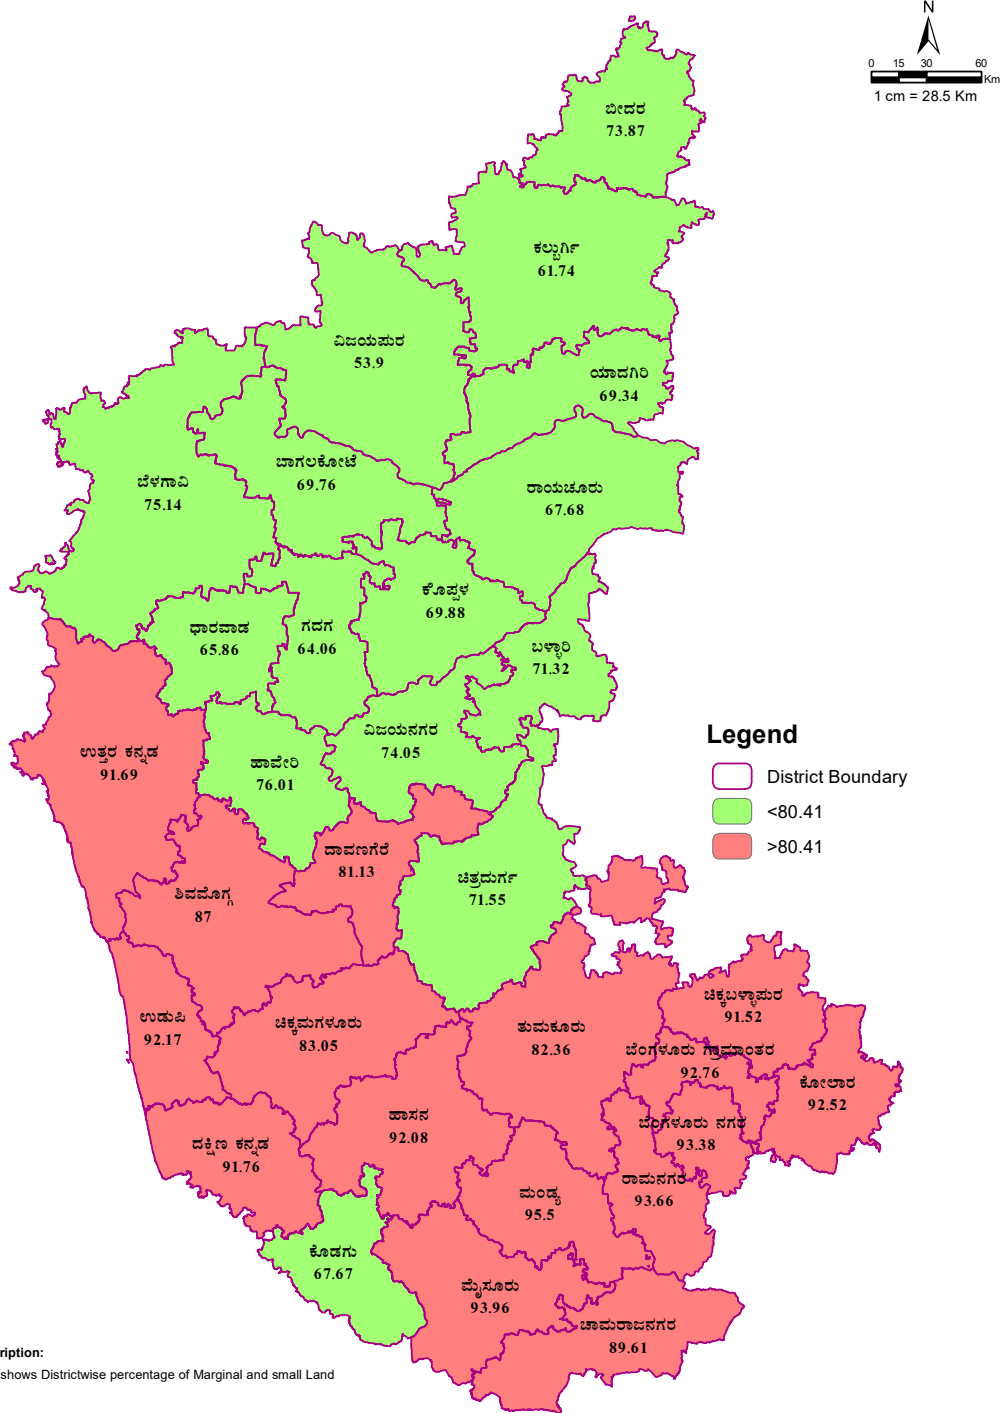 N
0 15 30 60
Km
1 cm = 28.5 Km
ಬೀದರ
73.87
ಕಲ್ಬುರ್ಗಿ
61.74
ವಿಜಯಪುರ
53.9
ಯಾದಗಿರಿ
69.34
ಬಾಗಲಕೋಟೆ
69.76
ಬೆಳಗಾವಿ
75.14
ರಾಯಚೂರು
67.68
ಕೊಪ್ಪಳ
69.88
ಧಾರವಾಡ
65.86
ಗದಗ
64.06
ಬಳ್ಳಾರಿ
71.32
ವಿಜಯನಗರ
74.05
ಉತ್ತರ ಕನ್ನಡ
91.69
ಹಾವೇರಿ
76.01
Legend
District Boundary
<80.41
>80.41
ದಾವಣಗೆರೆ
81.13
ಚಿತ್ರದುರ್ಗ
71.55
ಶಿವಮೊಗ್ಗ
87
ಚಿಕ್ಕಬಳ್ಳಾಪುರ
91.52
ಉಡುಪಿ
92.17
ಚಿಕ್ಕಮಗಳೂರು
83.05
ತುಮಕೂರು
82.36
ಬೆಂಗಳೂರು ಗ್ರಾಮಾಂತರ
92.76
ಕೋಲಾರ
92.52
ಹಾಸನ
92.08
ಬೆಂಗಳೂರು ನಗರ
93.38
ದಕ್ಷಿಣ ಕನ್ನಡ
91.76
ಮಂಡ್ಯ
95.5
ರಾಮನಗರ
93.66
ಕೊಡಗು
67.67
ಮೈಸೂರು
93.96
ಚಾಮರಾಜನಗರ
89.61
ription:
shows Districtwise percentage of Marginal and small Land